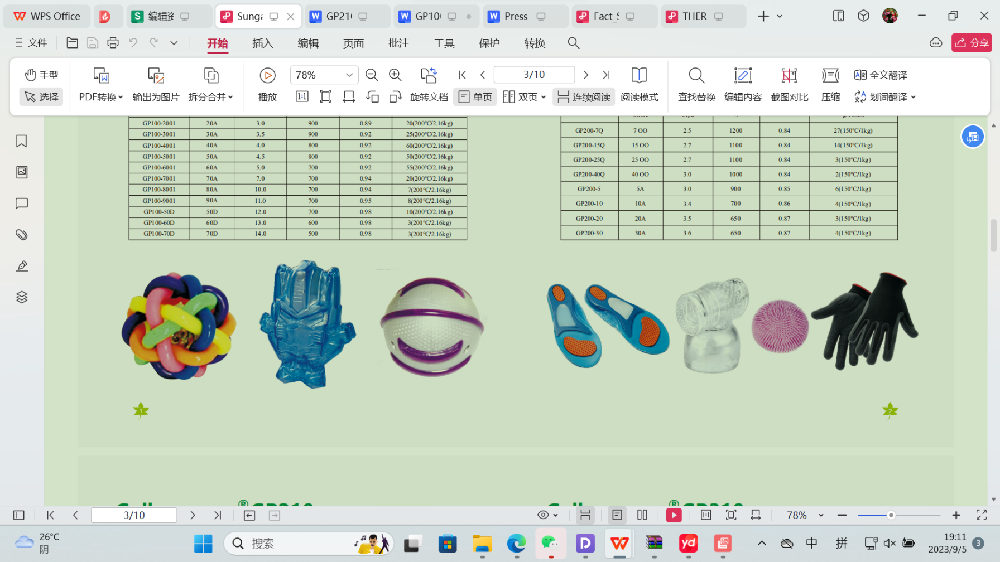 WPS Office
编辑资
Sunga
GP210
GP100
Press
Fact_S
THER
文件
开始
插入
编辑
页面
批注
工具
保护
转换
分享
手型
选择
PDF转换
输出为图片
拆分合并
播放
78%
旋转文档
3/10
单页
双页
连续阅读
阅读模式
查找替换
编辑内容
截图对比
压缩
全文翻译
划词翻译
GP100-2001 20A 3.0 900 0.89 20(200℃/2.16kg)
GP100-3001 30A 3.5 900 0.92 25(200℃/2.16kg)
GP100-4001 40A 4.0 800 0.92 60(200℃/2.16kg)
GP100-5001 50A 4.5 800 0.92 50(200℃/2.16kg)
GP100-6001 60A 5.0 700 0.92 55(200℃/2.16kg)
GP100-7001 70A 7.0 700 0.94 20(200℃/2.16kg)
GP100-8001 80A 10.0 700 0.94 7(200℃/2.16kg)
GP100-9001 90A 11.0 700 0.95 8(200℃/2.16kg)
GP100-50D 50D 12.0 700 0.98 10(200℃/2.16kg)
GP100-60D 60D 13.0 600 0.98 3(200℃/2.16kg)
GP100-70D 70D 14.0 500 0.98 3(200℃/2.16kg)
GP200-7Q 7 OO 2.5 1200 0.84 27(150℃/1kg)
GP200-15Q 15 OO 2.7 1100 0.84 14(150℃/1kg)
GP200-25Q 25 OO 2.7 1100 0.84 3(150℃/1kg)
GP200-40Q 40 OO 3.0 1000 0.84 2(150℃/1kg)
GP200-5 5A 3.0 900 0.85 6(150℃/1kg)
GP200-10 10A 3.4 700 0.86 4(150℃/1kg)
GP200-20 20A 3.5 650 0.87 3(150℃/1kg)
GP200-30 30A 3.6 650 0.87 4(150℃/1kg)
1
2
3/10
78%
26°C
阴
搜索
中
拼
19:11
2023/9/5
3